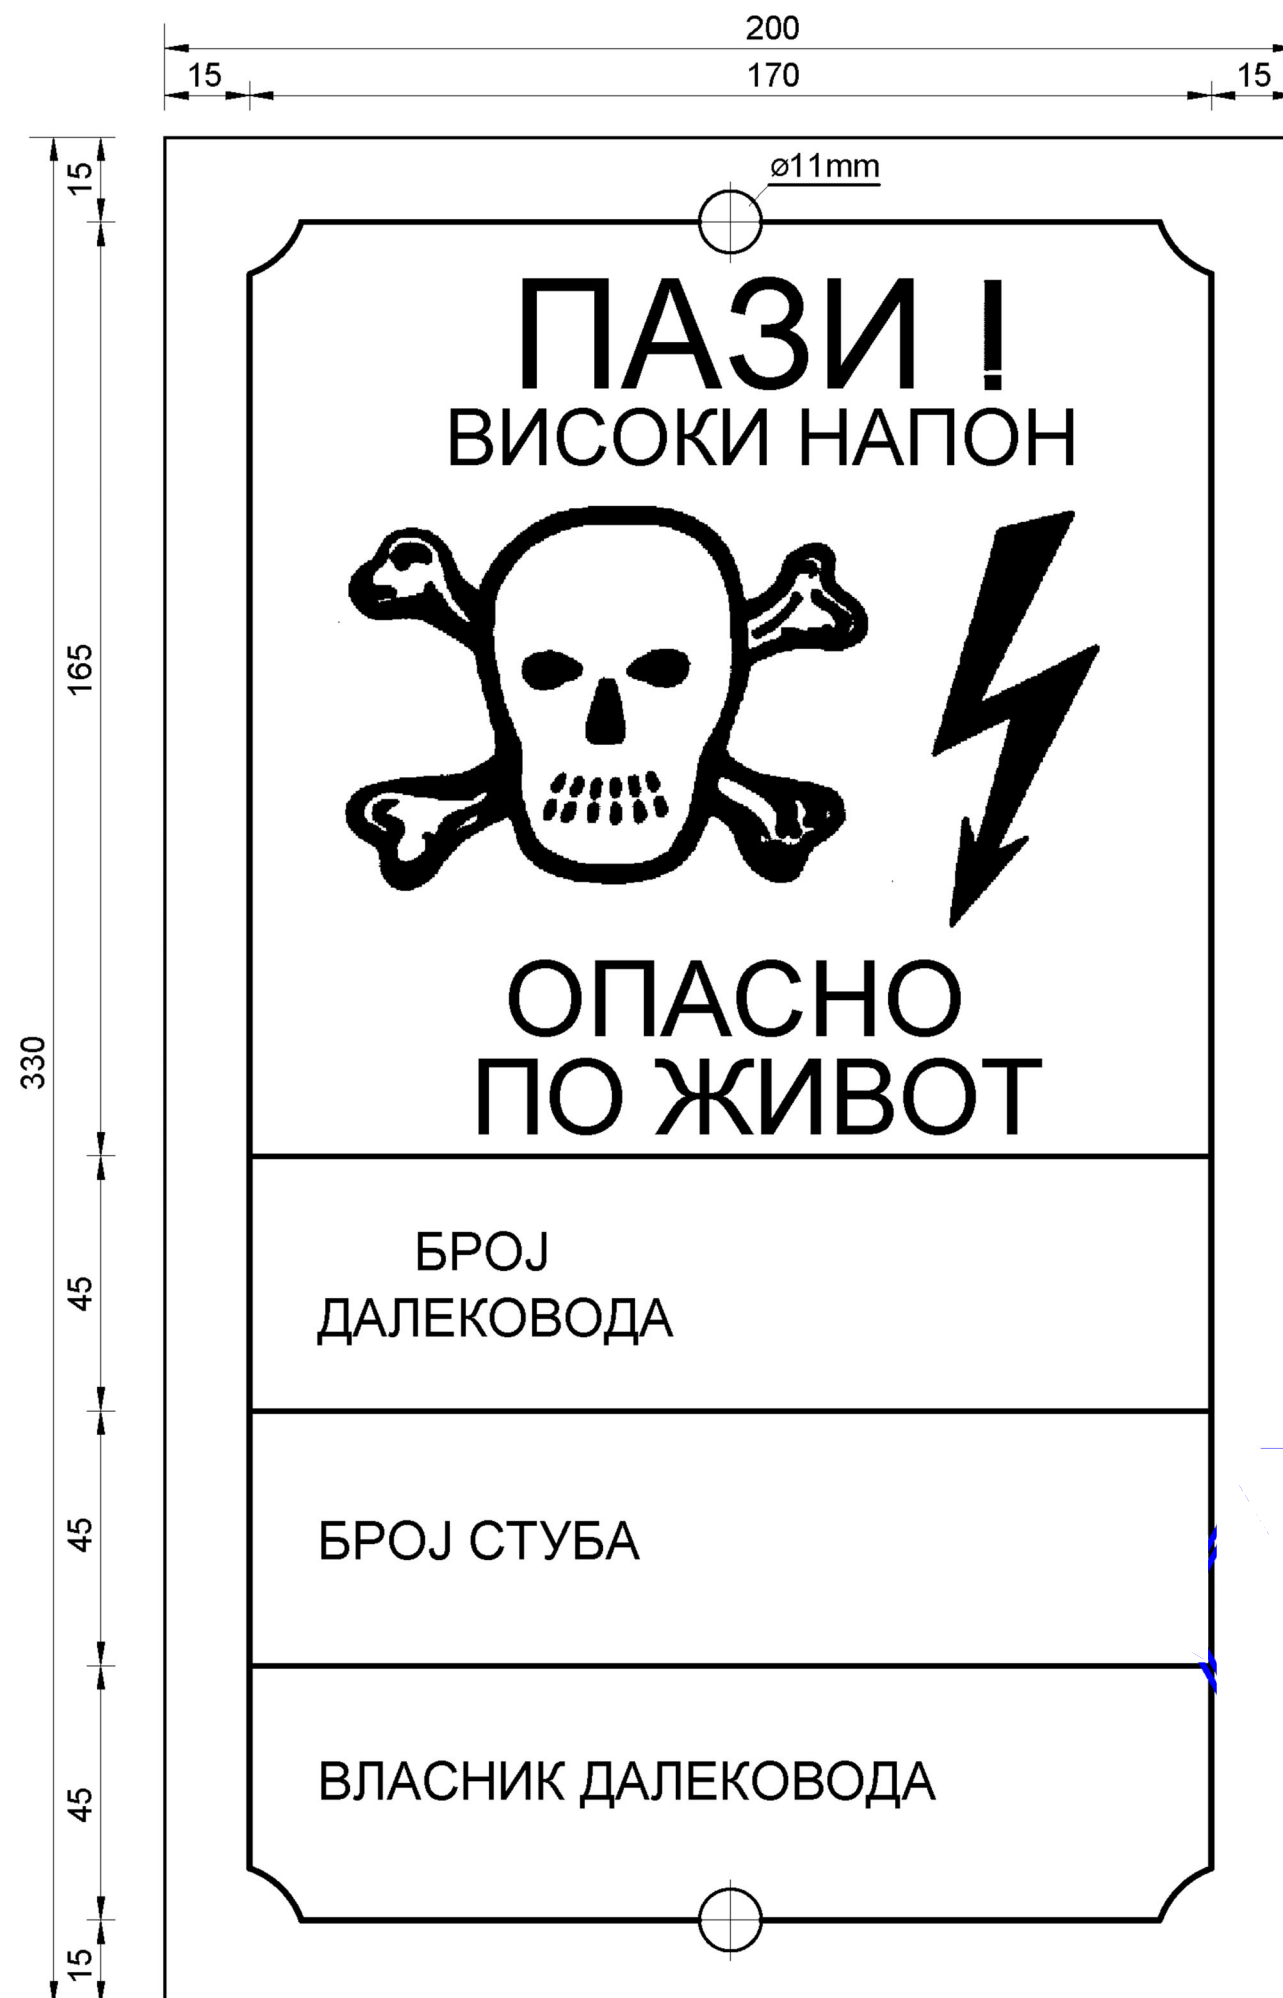 200
15 170 15
15
ø11mm
ПАЗИ !
ВИСОКИ НАПОН
165
ОПАСНО
ПО ЖИВОТ
330
БРОЈ
ДАЛЕКОВОДА
45
БРОЈ СТУБА
45
ВЛАСНИК ДАЛЕКОВОДА
45
15